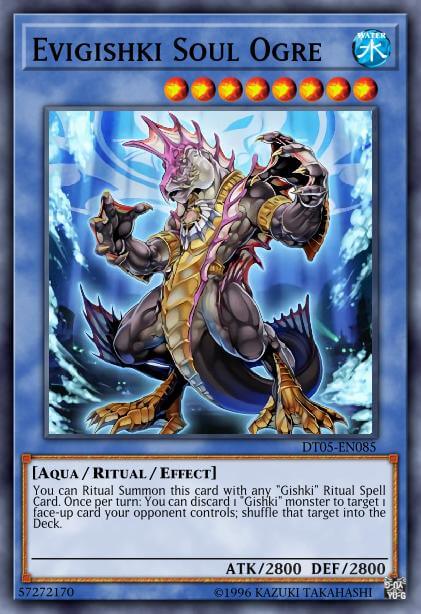 Evigishki Soul Ogre
WATER
水
DT05-EN085
[Aqua / Ritual / Effect]
You can Ritual Summon this card with any "Gishki" Ritual Spell
Card. Once per turn: You can discard 1 "Gishki" monster to target 1
face-up card your opponent controls; shuffle that target into the
Deck.
ATK/2800 DEF/2800
57272170
©1996 KAZUKI TAKAHASHI